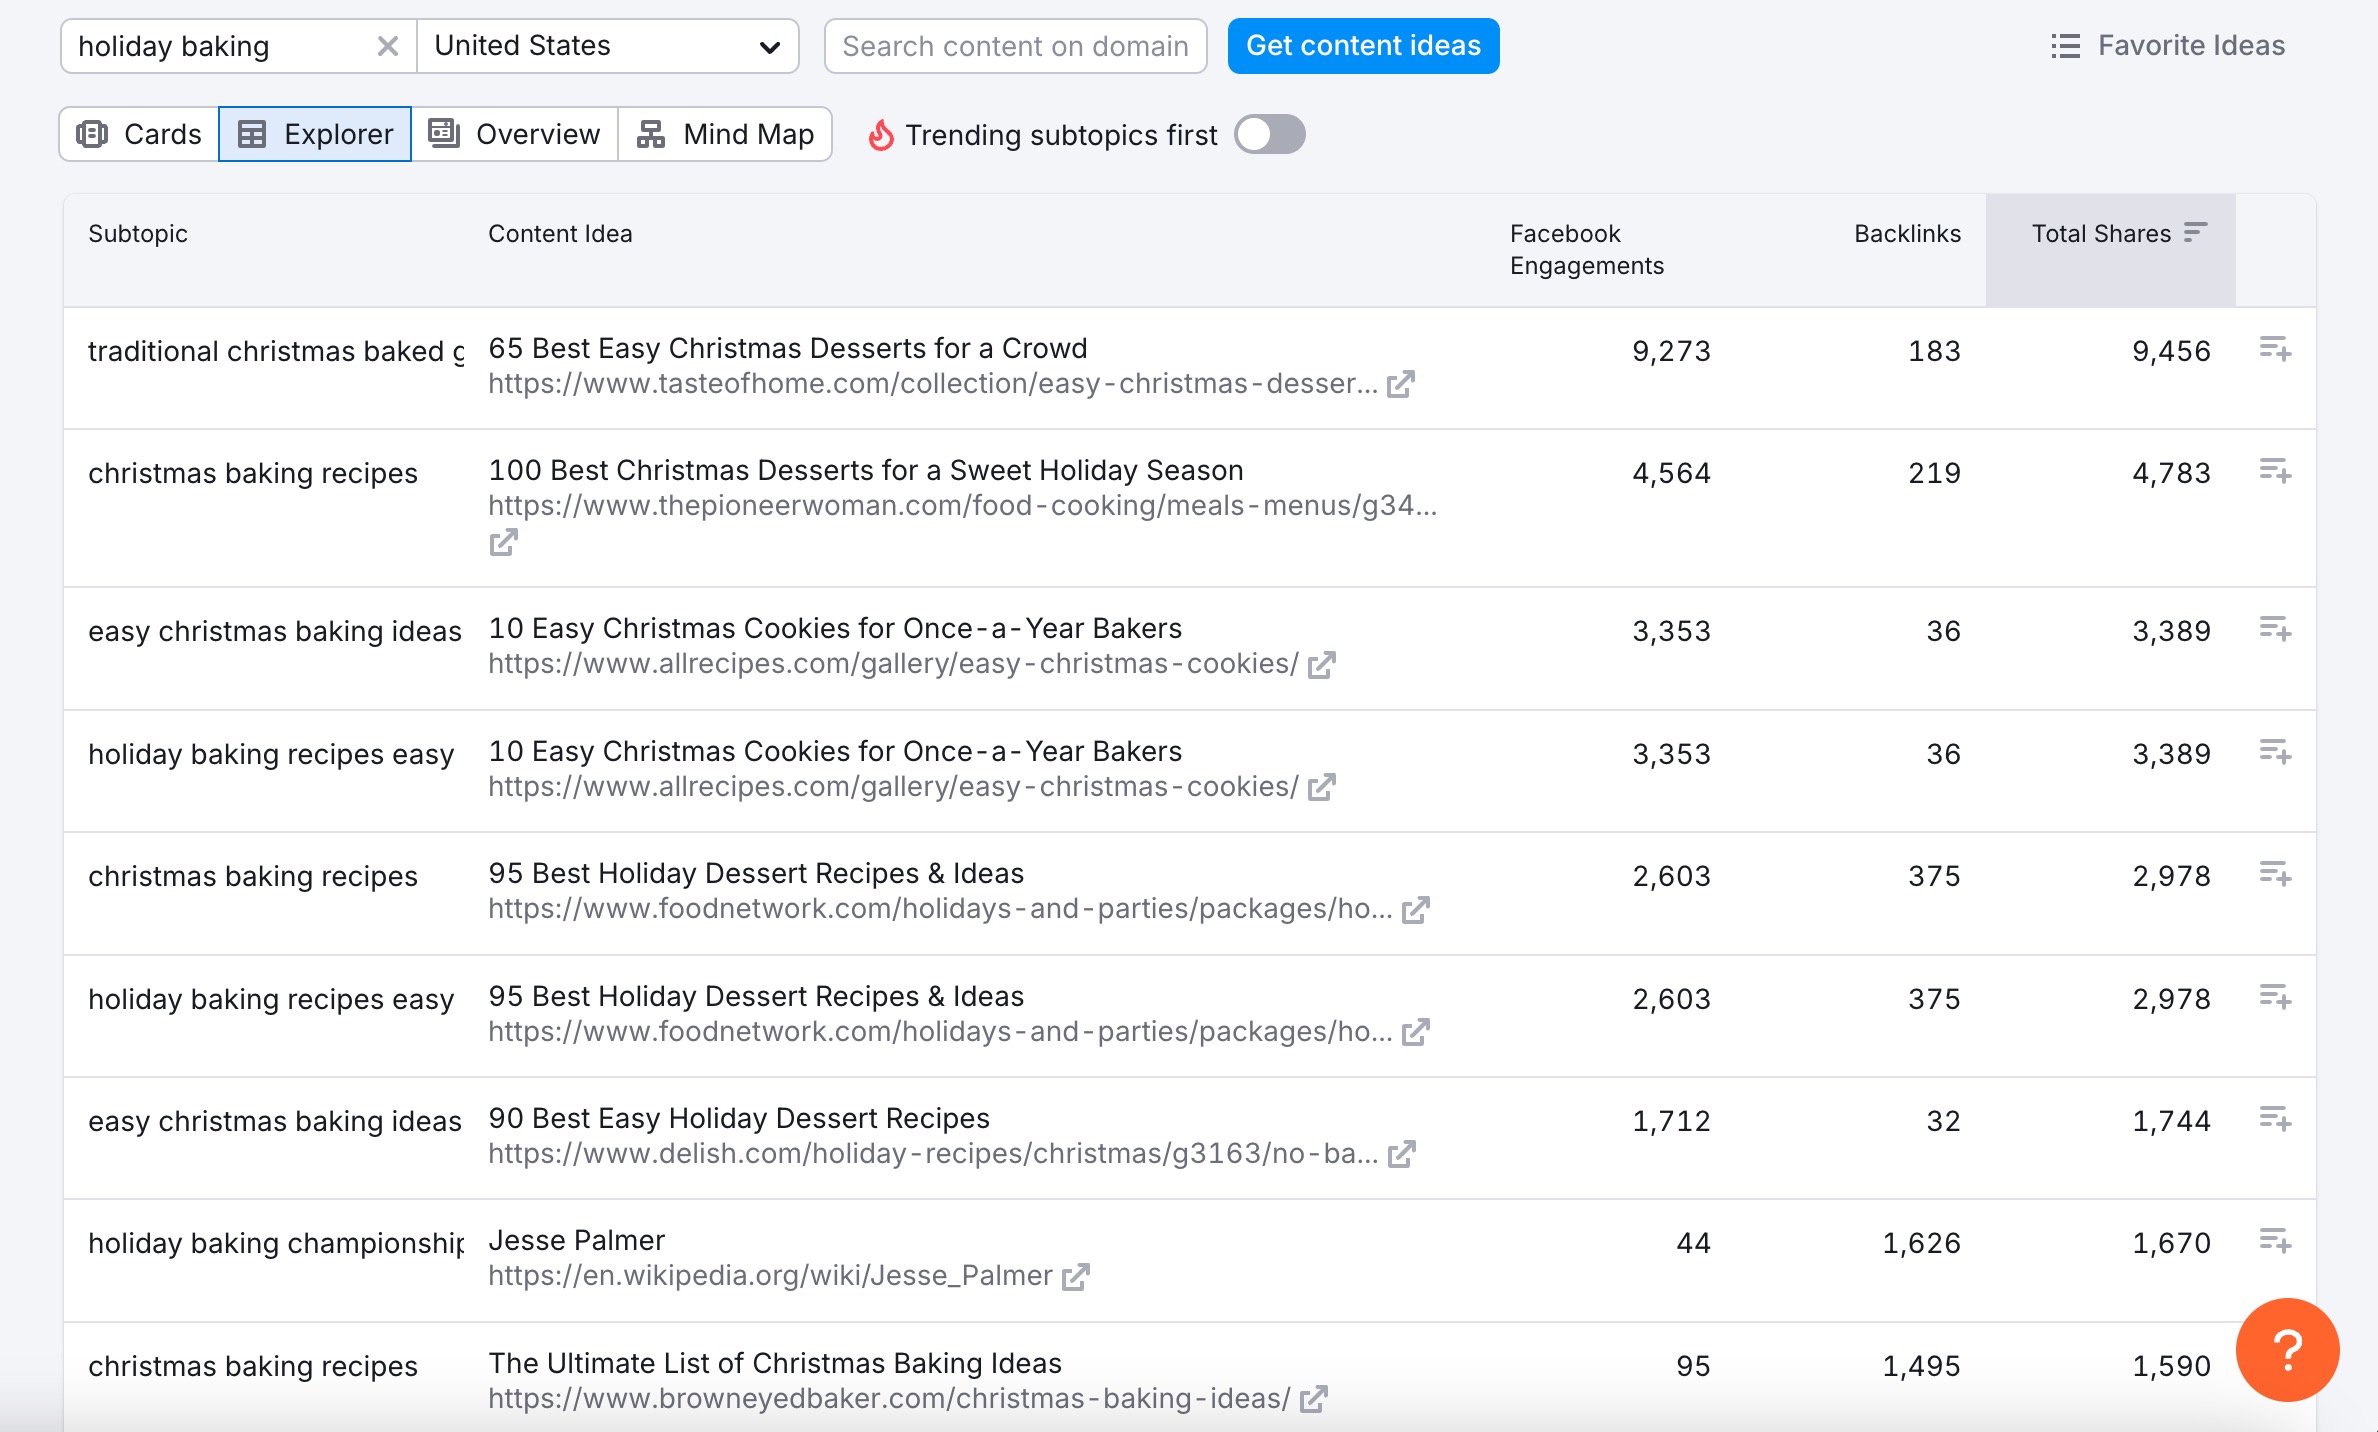 holiday baking
United States
Search content on domain
Get content ideas
Favorite Ideas
Cards
Explorer
Overview
Mind Map
Trending subtopics first
Subtopic
Content Idea
Facebook
Engagements
Backlinks
Total Shares
traditional christmas baked g
65 Best Easy Christmas Desserts for a Crowd
https://www.tasteofhome.com/collection/easy-christmas-desser...
9,273
183
9,456
christmas baking recipes
100 Best Christmas Desserts for a Sweet Holiday Season
https://www.thepioneerwoman.com/food-cooking/meals-menus/g34...
4,564
219
4,783
easy christmas baking ideas
10 Easy Christmas Cookies for Once-a-Year Bakers
https://www.allrecipes.com/gallery/easy-christmas-cookies/
3,353
36
3,389
holiday baking recipes easy
10 Easy Christmas Cookies for Once-a-Year Bakers
https://www.allrecipes.com/gallery/easy-christmas-cookies/
3,353
36
3,389
christmas baking recipes
95 Best Holiday Dessert Recipes & Ideas
https://www.foodnetwork.com/holidays-and-parties/packages/ho...
2,603
375
2,978
holiday baking recipes easy
95 Best Holiday Dessert Recipes & Ideas
https://www.foodnetwork.com/holidays-and-parties/packages/ho...
2,603
375
2,978
easy christmas baking ideas
90 Best Easy Holiday Dessert Recipes
https://www.delish.com/holiday-recipes/christmas/g3163/no-ba...
1,712
32
1,744
holiday baking championship
Jesse Palmer
https://en.wikipedia.org/wiki/Jesse_Palmer
44
1,626
1,670
christmas baking recipes
The Ultimate List of Christmas Baking Ideas
https://www.browneyedbaker.com/christmas-baking-ideas/
95
1,495
1,590
?